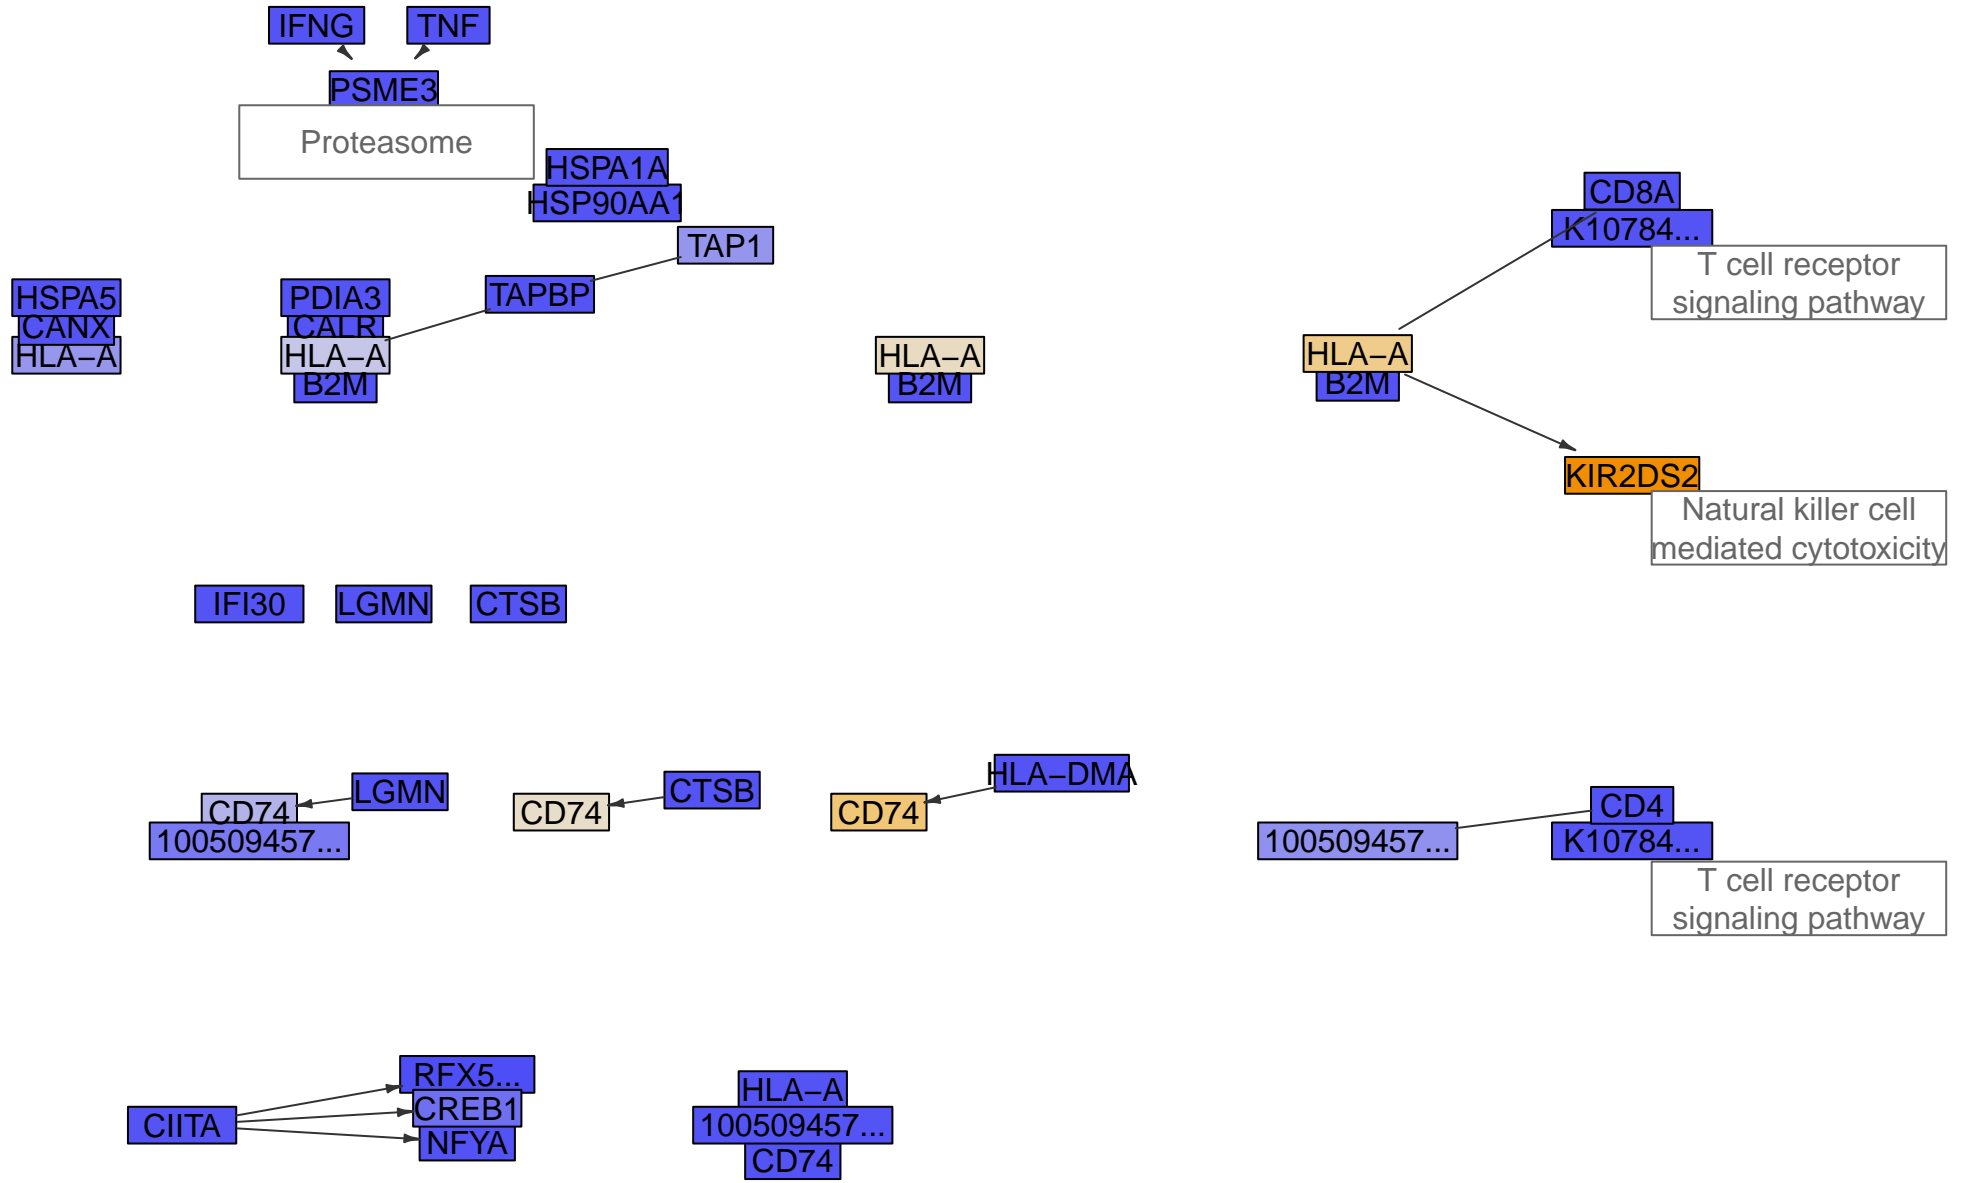 IFNG
TNF
PSME3
Proteasome
HSPA1A
HSP90AA1
TAP1
TAPBP
HSPA5
CANX
HLA−A
PDIA3
CALR
HLA−A
B2M
HLA−A
B2M
CD8A
K10784...
T cell receptor
signaling pathway
HLA−A
B2M
KIR2DS2
Natural killer cell
mediated cytotoxicity
IFI30
LGMN
CTSB
CD74
100509457...
LGMN
CD74
CTSB
CD74
HLA−DMA
100509457...
CD4
K10784...
T cell receptor
signaling pathway
CIITA
RFX5...
CREB1
NFYA
HLA−A
100509457...
CD74